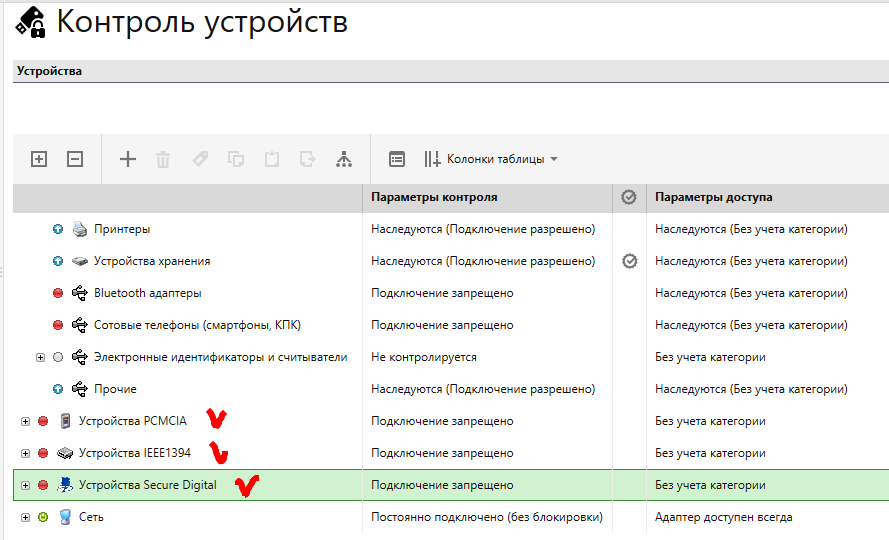 Контроль устройств
Устройства
Колонки таблицы
Параметры контроля Параметры доступа
Принтеры Наследуются (Подключение разрешено) Наследуются (Без учета категории)
Устройства хранения Наследуются (Подключение разрешено) Наследуются (Без учета категории)
Bluetooth адаптеры Подключение запрещено Наследуются (Без учета категории)
Сотовые телефоны (смартфоны, КПК) Подключение запрещено Наследуются (Без учета категории)
Электронные идентификаторы и считыватели Не контролируется Без учета категории
Прочие Наследуются (Подключение разрешено) Наследуются (Без учета категории)
Устройства PCMCIA Подключение запрещено Без учета категории
Устройства IEEE1394 Подключение запрещено Без учета категории
Устройства Secure Digital Подключение запрещено Без учета категории
Сеть Постоянно подключено (без блокировки) Адаптер доступен всегда